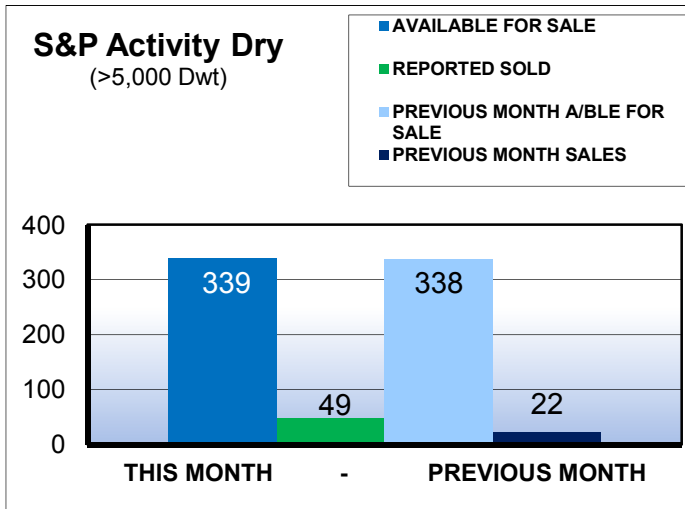 S&P Activity Dry
(>5,000 Dwt)
AVAILABLE FOR SALE
REPORTED SOLD
PREVIOUS MONTH A/BLE FOR
SALE
PREVIOUS MONTH SALES
400
300
200
100
0
339
49
338
22
THIS MONTH - PREVIOUS MONTH